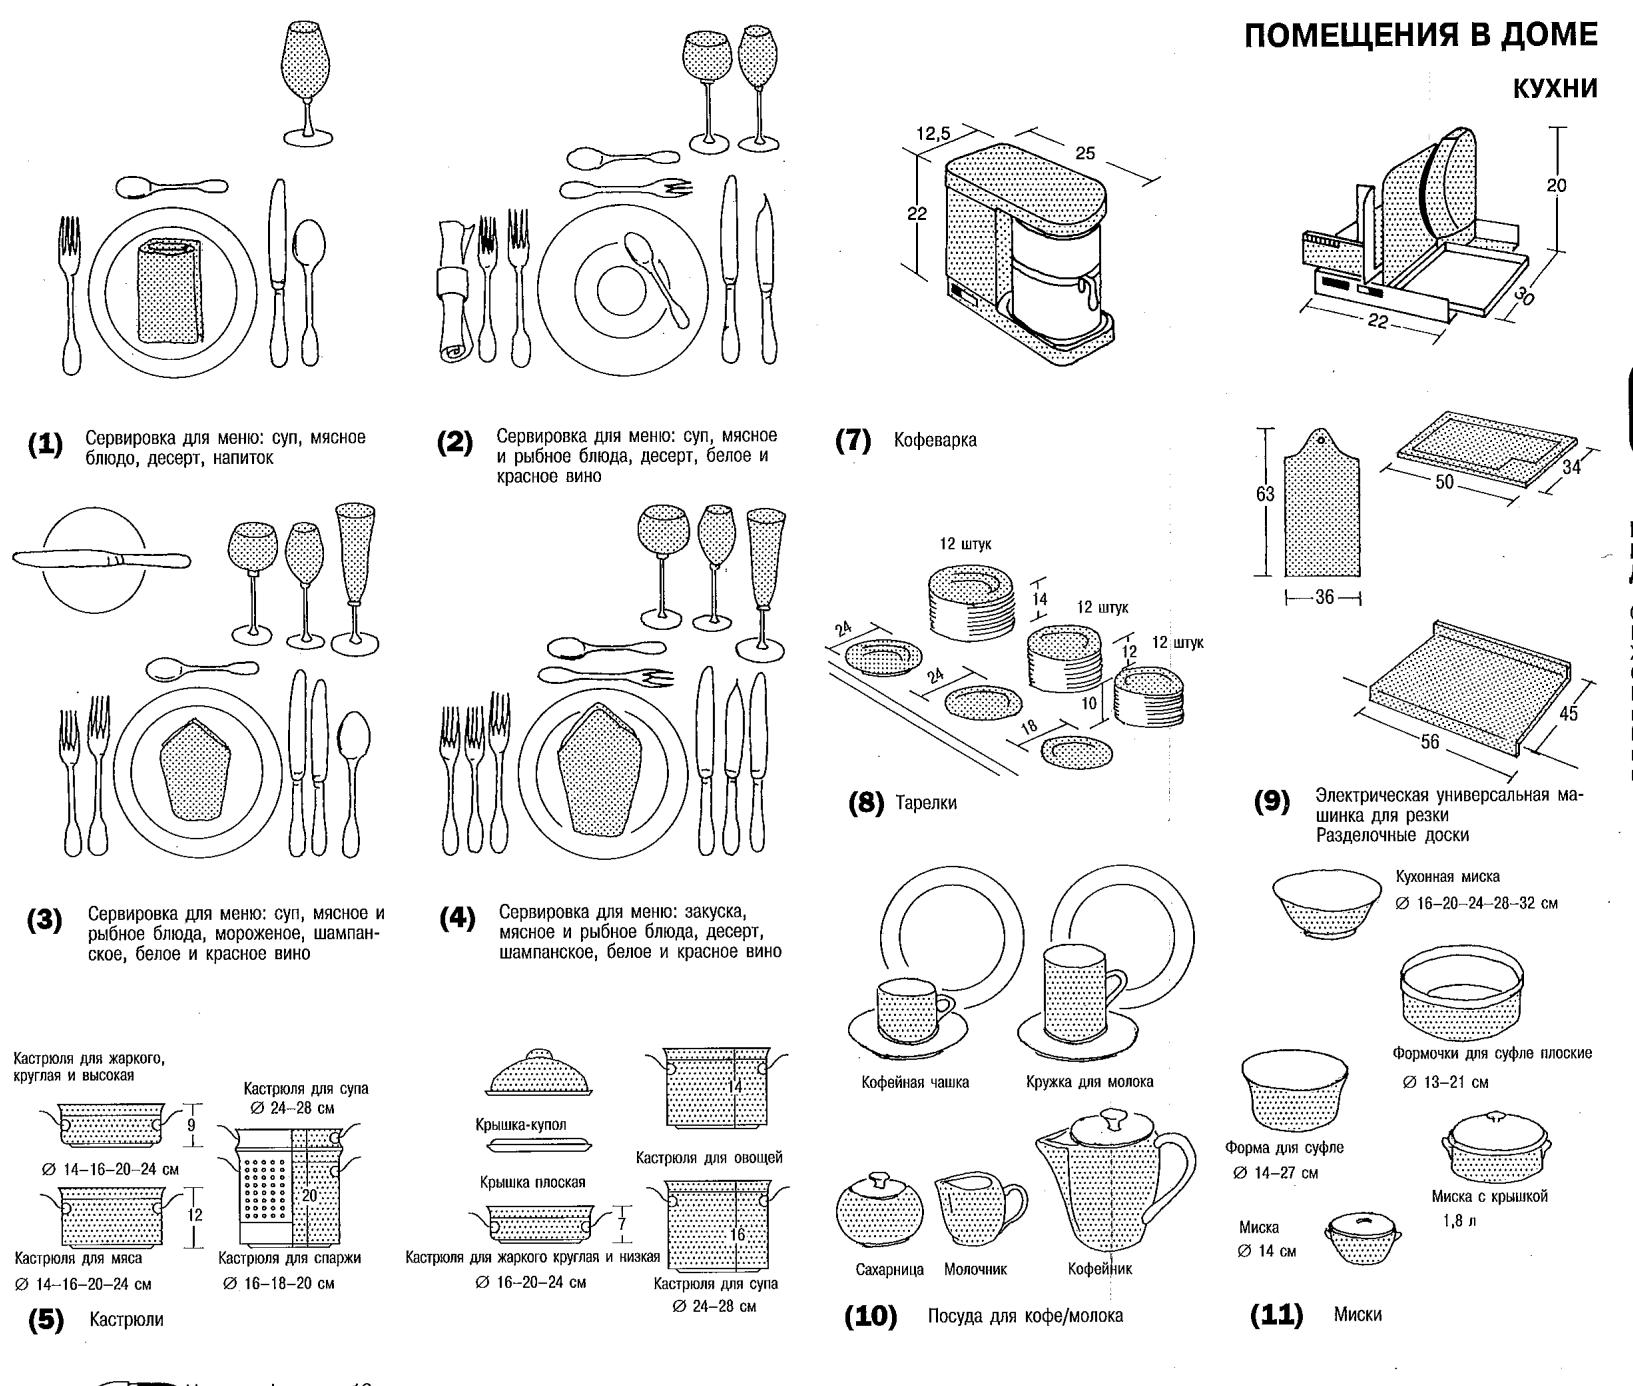 ПОМЕЩЕНИЯ В ДОМЕ
КУХНИ
(1) Сервировка для меню: суп, мясное
блюдо, десерт, напиток
(2) Сервировка для меню: суп, мясное
и рыбное блюда, десерт, белое и
красное вино
12,5
25
22
(7) Кофеварка
20
30
22
63
36
50
34
56
45
(9) Электрическая универсальная ма-
шинка для резки
Разделочные доски
(3) Сервировка для меню: суп, мясное и
рыбное блюда, мороженое, шампан-
ское, белое и красное вино
(4) Сервировка для меню: закуска,
мясное и рыбное блюда, десерт,
шампанское, белое и красное вино
12 штук
14
12 штук
12
12 штук
10
24
24
18
(8) Тарелки
Кастрюля для жаркого,
круглая и высокая
9
Ø 14–16–20–24 см
12
Кастрюля для мяса
Ø 14–16–20–24 см
Кастрюля для супа
Ø 24–28 см
20
Кастрюля для спаржи
Ø 16–18–20 см
Крышка-купол
Крышка плоская
7
Кастрюля для жаркого круглая и низкая
Ø 16–20–24 см
14
Кастрюля для овощей
16
Кастрюля для супа
Ø 24–28 см
(5) Кастрюли
Кофейная чашка
Кружка для молока
Сахарница
Молочник
Кофейник
(10) Посуда для кофе/молока
Кухонная миска
Ø 16–20–24–28–32 см
Формочки для суфле плоские
Ø 13–21 см
Форма для суфле
Ø 14–27 см
Миска с крышкой
1,8 л
Миска
Ø 14 см
(11) Миски